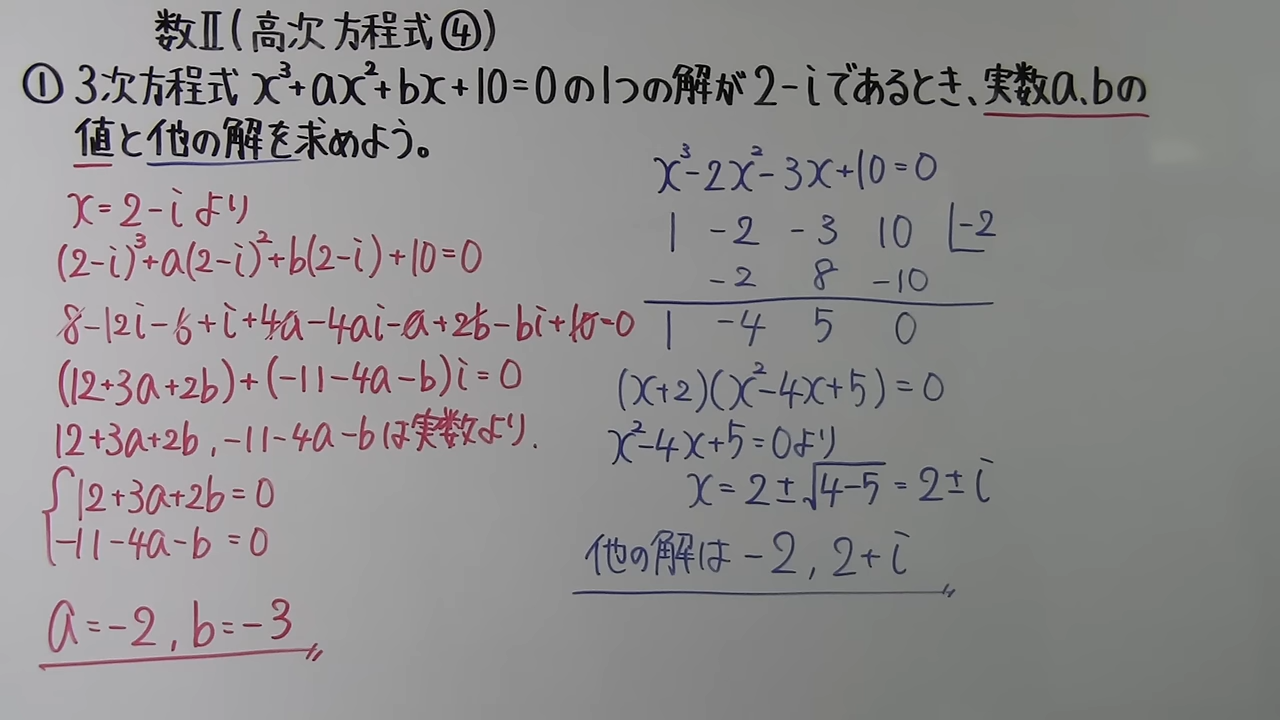 数Ⅱ(高次方程式④)
① 3次方程式 x³+ax²+bx+10=0の1つの解が2-iであるとき、実数a、bの
値と他の解を求めよう。
x=2-iより
(2-i)³+a(2-i)²+b(2-i)+10=0
8-12i-6+i+4a-4ai-a+2b-bi+10=0
(12+3a+2b)+(-11-4a-b)i=0
12+3a+2b,-11-4a-bは実数より.
12+3a+2b=0
-11-4a-b=0
a=-2,b=-3
x³-2x²-3x+10=0
1 -2 -3 10 |-2
-2 8 -10
1 -4 5 0
(x+2)(x²-4x+5)=0
x²-4x+5=0より
x=2±√4-5=2±i
他の解は-2,2+i